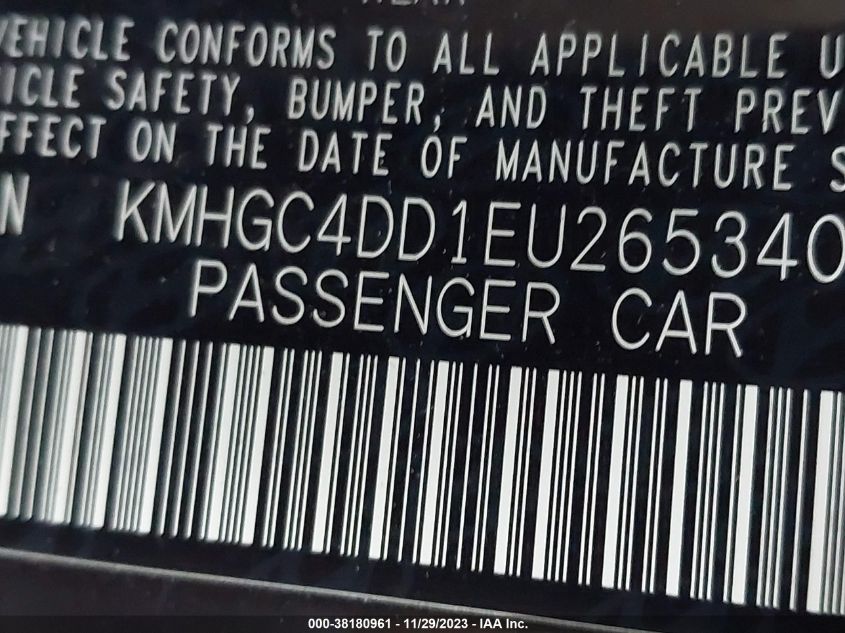 VEHICLE CONFORMS TO ALL APPLICABLE U
ICLE SAFETY, BUMPER, AND THEFT PREV
FFECT ON THE DATE OF MANUFACTURE S
N KMHGC4DD1EU265340
PASSENGER CAR
000-38180961 - 11/29/2023 - IAA Inc.